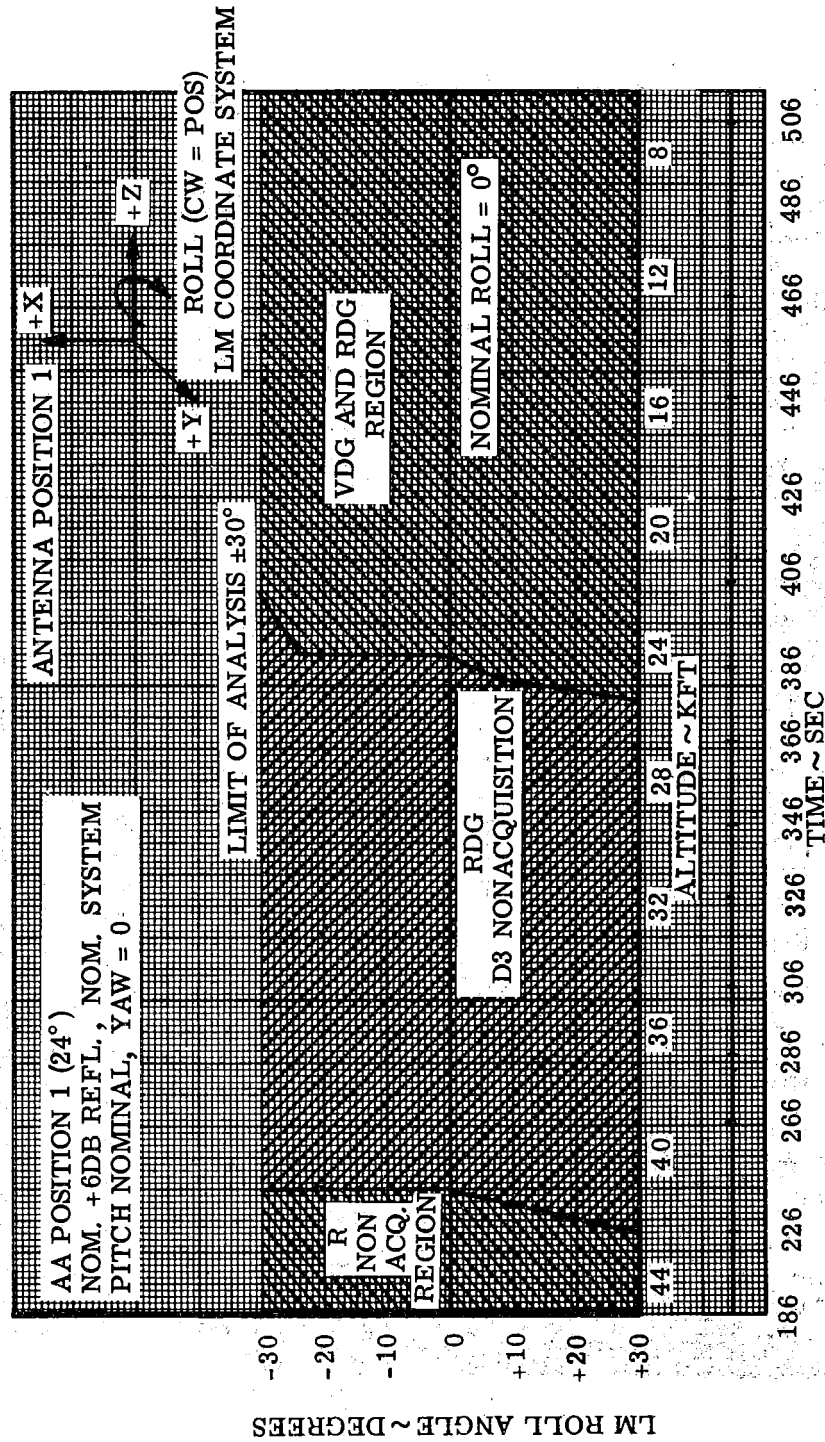 AA POSITION 1 (24°)
NOM. +6DB REFL., NOM. SYSTEM
PITCH NOMINAL, YAW = 0
ANTENNA POSITION 1
+X
+Y
+Z
ROLL (CW = POS)
LM COORDINATE SYSTEM
LIMIT OF ANALYSIS ±30°
R
NON
ACQ.
REGION
RDG
D3 NONACQUISITION
VDG AND RDG
REGION
NOMINAL ROLL = 0°
LM ROLL ANGLE ~ DEGREES
-30
-20
-10
0
+10
+20
+30
44 40 36 32 28 24 20 16 12 8
ALTITUDE ~ KFT
186 226 266 286 306 326 346 366 386 406 426 446 466 486 506
TIME ~ SEC